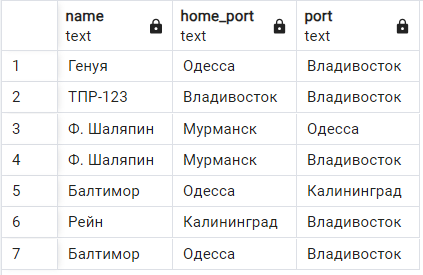 name home_port port
text text text
1 Генуя Одесса Владивосток
2 ТПР-123 Владивосток Владивосток
3 Ф. Шаляпин Мурманск Одесса
4 Ф. Шаляпин Мурманск Владивосток
5 Балтимор Одесса Калининград
6 Рейн Калининград Владивосток
7 Балтимор Одесса Владивосток